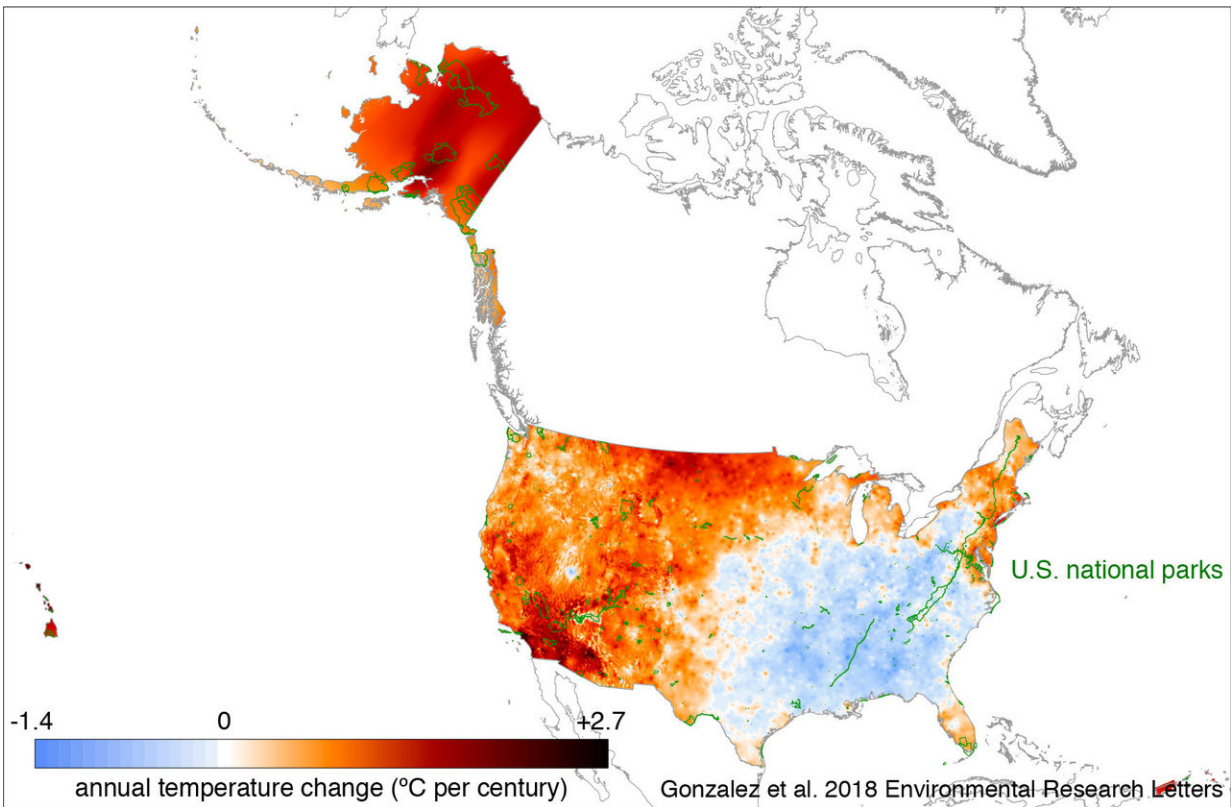 U.S. national parks
-1.4 0 +2.7
annual temperature change (ºC per century)
Gonzalez et al. 2018 Environmental Research Letters